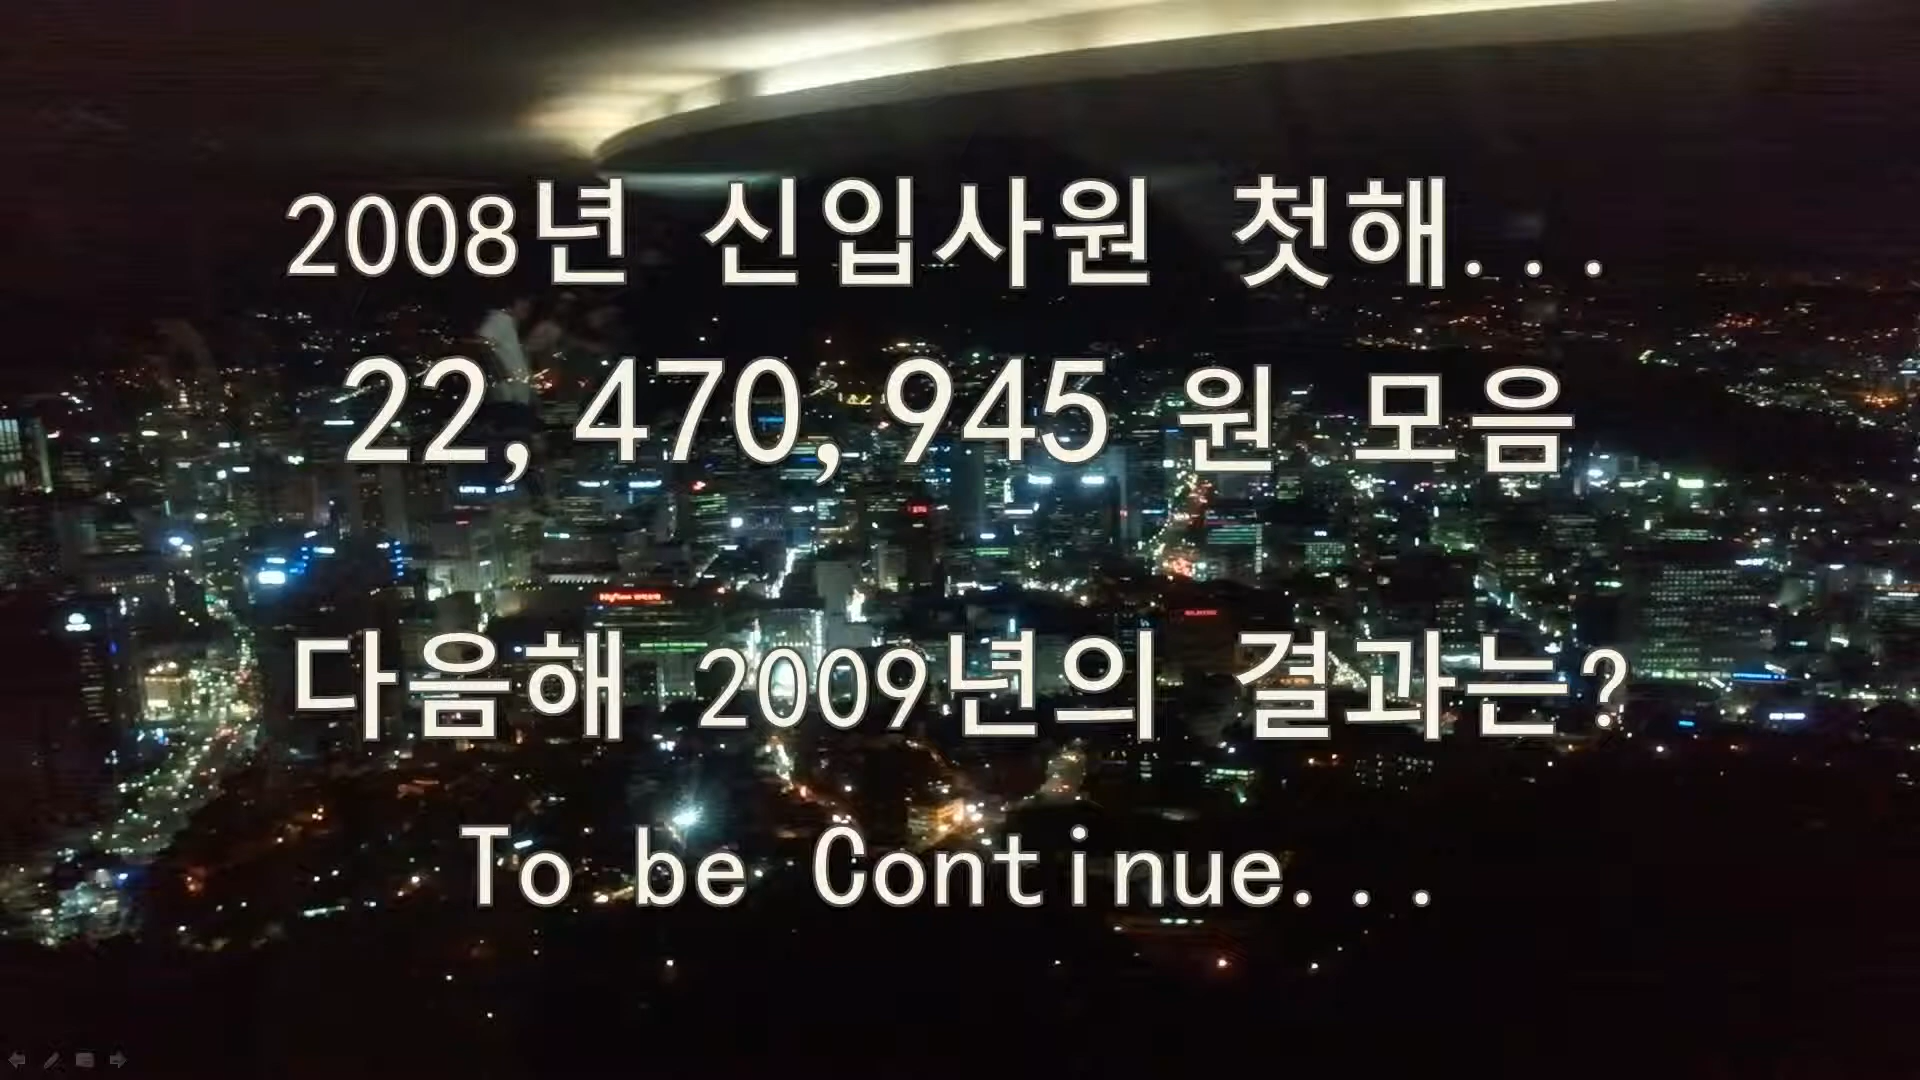 2008년 신입사원 첫해...
22,470,945 원 모음
다음해 2009년의 결과는?
To be Continue...